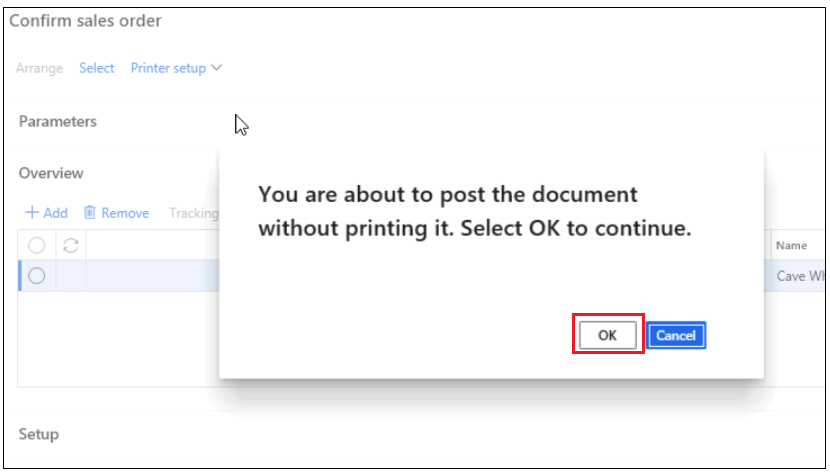 Confirm sales order
Arrange Select Printer setup
Parameters
Overview
Add Remove Tracking
You are about to post the document
without printing it. Select OK to continue.
Name
Cave
OK Cancel
Setup